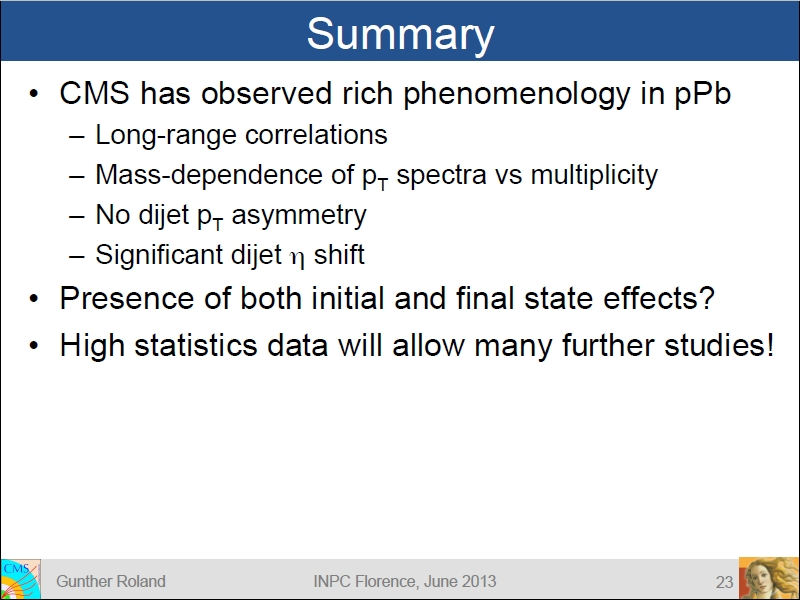 Summary
• CMS has observed rich phenomenology in pPb
– Long-range correlations
– Mass-dependence of pT spectra vs multiplicity
– No dijet pT asymmetry
– Significant dijet η shift
• Presence of both initial and final state effects?
• High statistics data will allow many further studies!
CMS
Gunther Roland
INPC Florence, June 2013
23